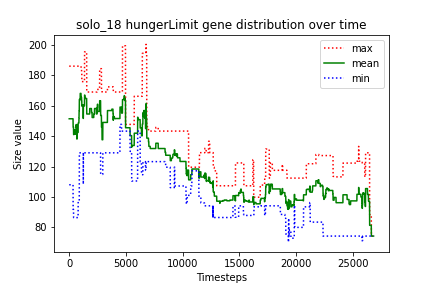 solo_18 hungerLimit gene distribution over time
max
mean
min
Size value
200
180
160
140
120
100
80
0
5000
10000
15000
20000
25000
Timesteps